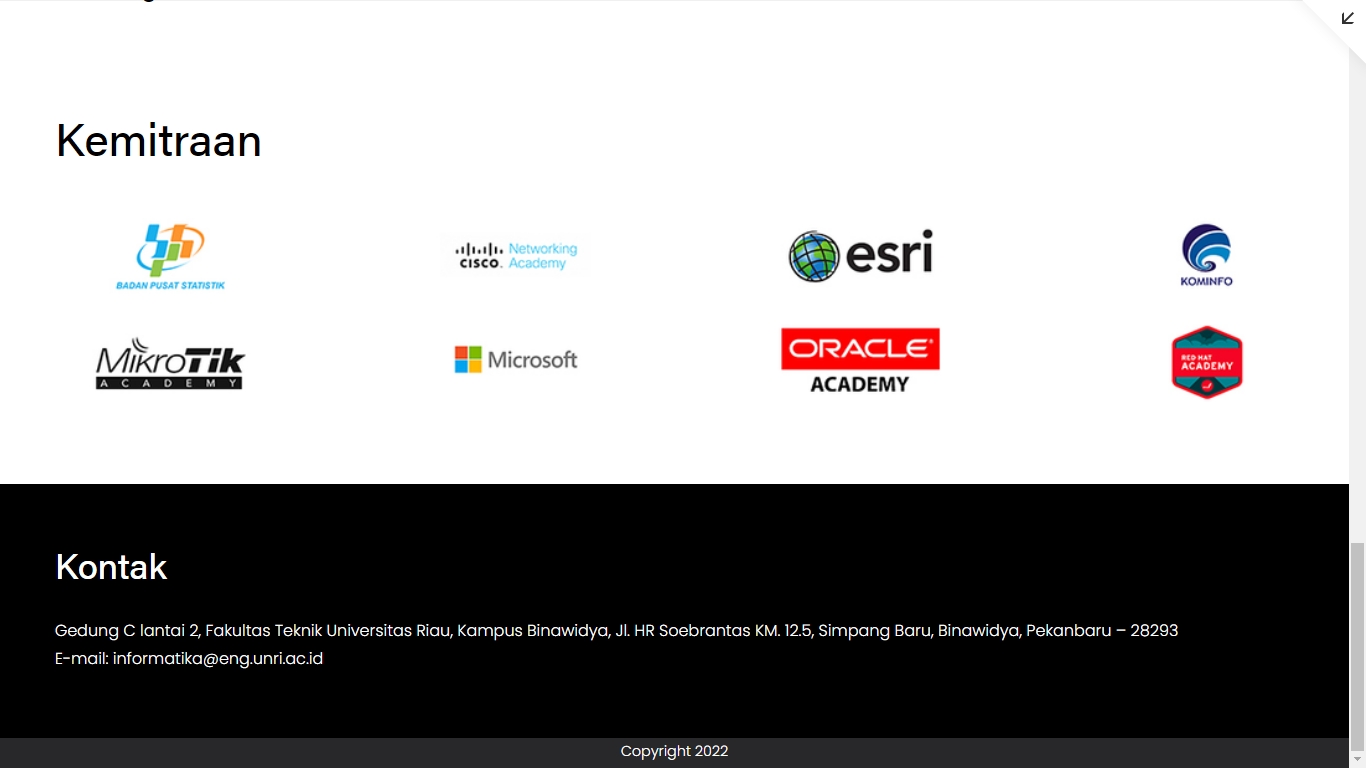 Kemitraan
BADAN PUSAT STATISTIK
Networking
CISCO. Academy
esri
KOMINFO
MikroTik
ACADEMY
Microsoft
ORACLE®
ACADEMY
RED HAT
ACADEMY
Kontak
Gedung C lantai 2, Fakultas Teknik Universitas Riau, Kampus Binawidya, Jl. HR Soebrantas KM. 12.5, Simpang Baru, Binawidya, Pekanbaru – 28293
E-mail: informatika@eng.unri.ac.id
Copyright 2022